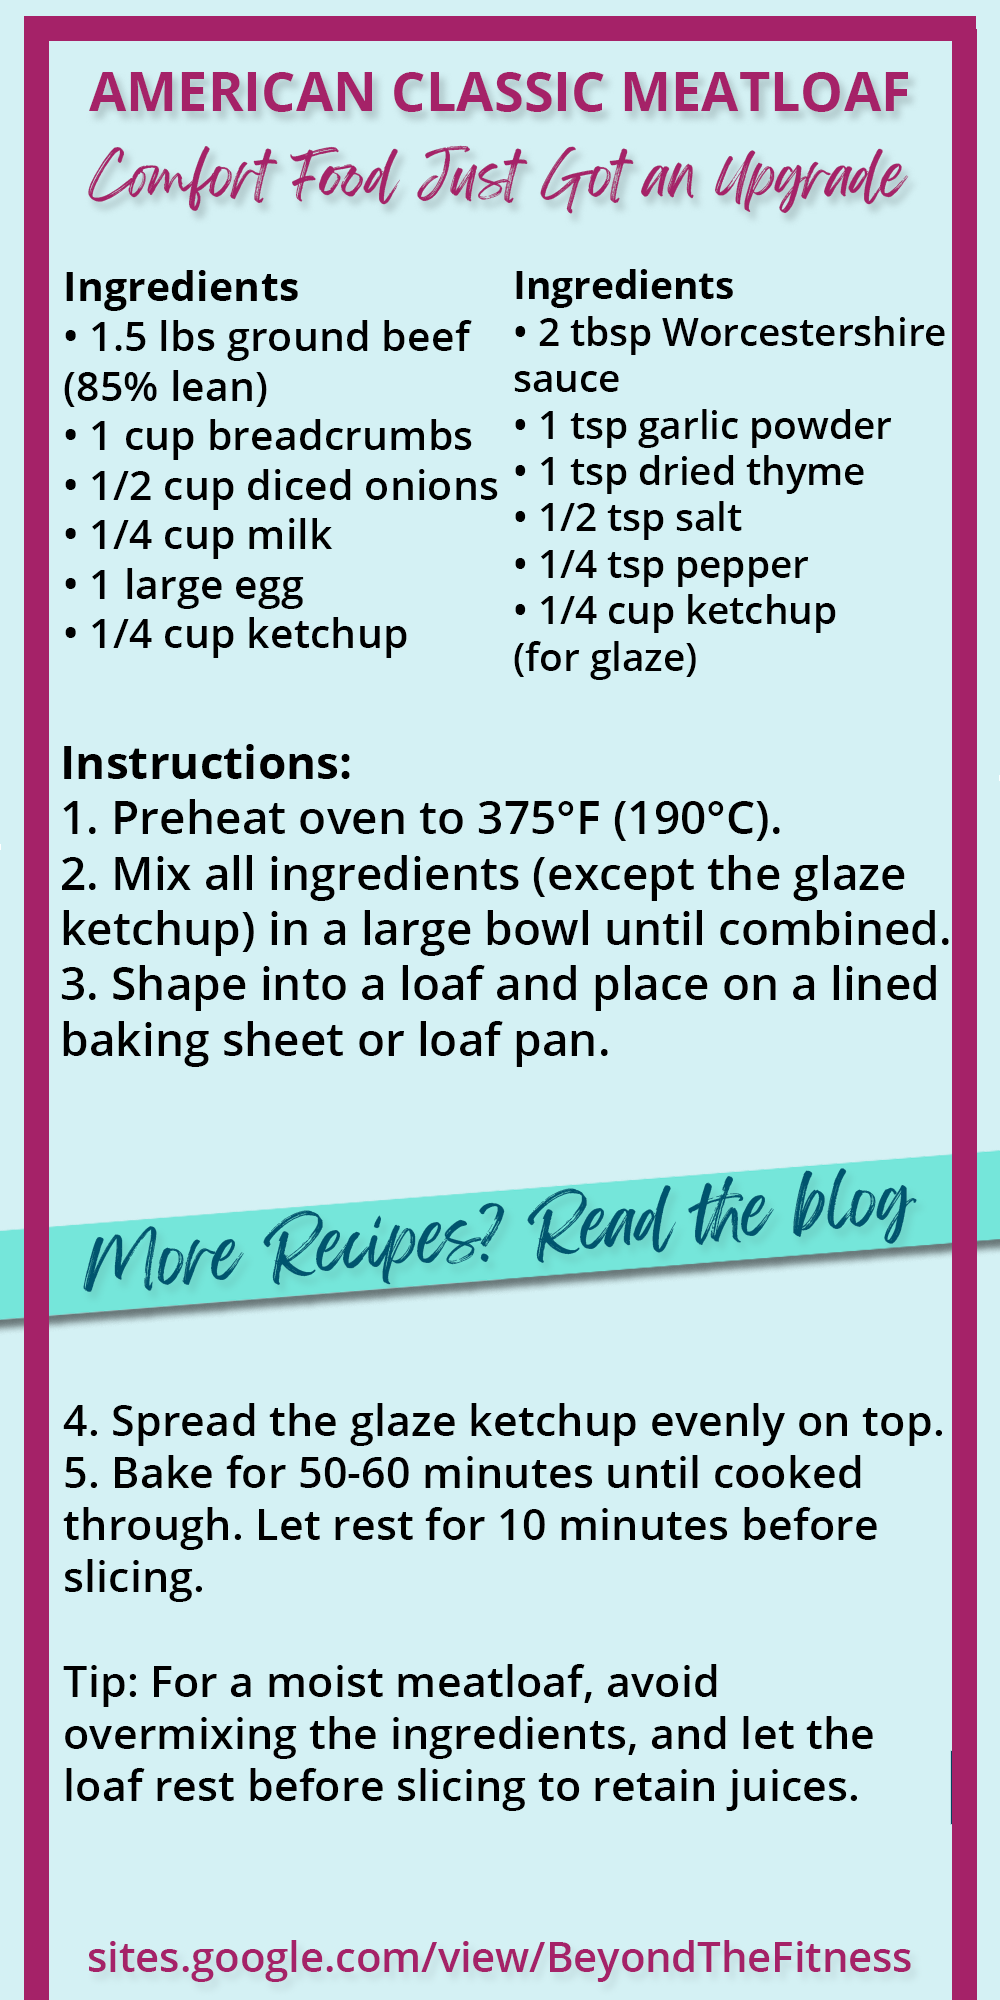 AMERICAN CLASSIC MEATLOAF
Comfort Food Just Got an Upgrade
Ingredients
• 1.5 lbs ground beef
(85% lean)
• 1 cup breadcrumbs
• 1/2 cup diced onions
• 1/4 cup milk
• 1 large egg
• 1/4 cup ketchup
Ingredients
• 2 tbsp Worcestershire
sauce
• 1 tsp garlic powder
• 1 tsp dried thyme
• 1/2 tsp salt
• 1/4 tsp pepper
• 1/4 cup ketchup
(for glaze)
Instructions:
1. Preheat oven to 375°F (190°C).
2. Mix all ingredients (except the glaze
ketchup) in a large bowl until combined.
3. Shape into a loaf and place on a lined
baking sheet or loaf pan.
More Recipes? Read the blog
4. Spread the glaze ketchup evenly on top.
5. Bake for 50-60 minutes until cooked
through. Let rest for 10 minutes before
slicing.
Tip: For a moist meatloaf, avoid
overmixing the ingredients, and let the
loaf rest before slicing to retain juices.
sites.google.com/view/BeyondTheFitness